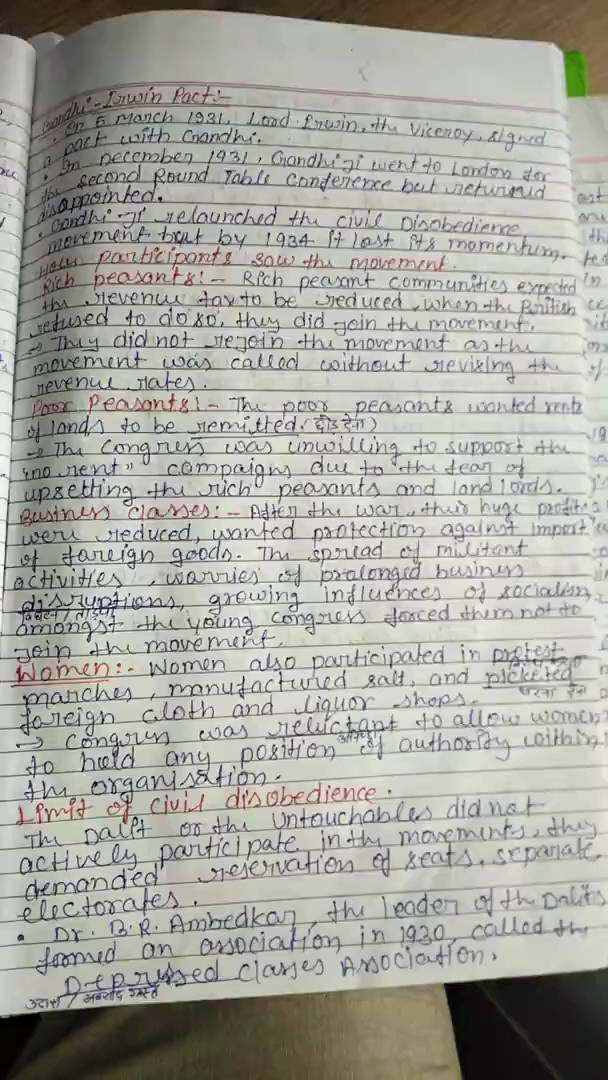 Gandhi-Irwin Pact:-
• On 5 March 1931, Lord Irwin, the Viceroy, signed
a pact with Gandhi.
• In December 1931, Gandhi ji went to London for
the second Round Table Conference but returned
disappointed.
• Gandhi ji relaunched the civil Disobedience
movement but by 1934 it lost its momentum.
How participants saw the movement.
Rich peasants:- Rich peasant communities expected
the revenue tax to be reduced, when the British
refused to do so, they did join the movement.
→ They did not rejoin the movement as the
movement was called without revising the
revenue rates.
Poor Peasants:- The poor peasants wanted rents
of lands to be remitted. (छोड़ देना)
→ The Congress was unwilling to support the
"no rent" campaigns due to the fear of
upsetting the rich peasants and land lords.
Business classes:- After the war, their huge profits
were reduced, wanted protection against import
of foreign goods. The spread of militant
activities, worries of prolonged business
disruptions, growing influences of socialism
amongst the young congress forced them not to
join the movement.
Women:- Women also participated in protest
marches, manufactured salt, and picketed
धरना देना
foreign cloth and liquor shops.
→ Congress was reluctant to allow women
to hold any position of authority within
the organisation.
Limit of civil disobedience.
The Dalit or the Untouchables did not
actively participate in the movements, they
demanded reservation of seats, separate
electorates.
• Dr. B.R. Ambedkar, the leader of the Dalits
formed an association in 1930, called the
Depressed Classes Association.
उदास / अवसाद ग्रस्त